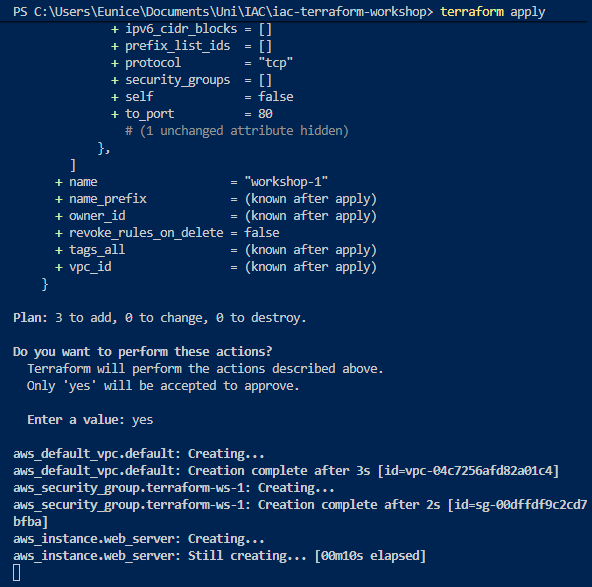 PS C:\Users\Eunice\Documents\Uni\IAC\iac-terraform-workshop> terraform apply
+ ipv6_cidr_blocks = []
+ prefix_list_ids  = []
+ protocol         = "tcp"
+ security_groups  = []
+ self             = false
+ to_port          = 80
# (1 unchanged attribute hidden)
},
]
+ name                   = "workshop-1"
+ name_prefix            = (known after apply)
+ owner_id               = (known after apply)
+ revoke_rules_on_delete = false
+ tags_all               = (known after apply)
+ vpc_id                 = (known after apply)
}
Plan: 3 to add, 0 to change, 0 to destroy.
Do you want to perform these actions?
Terraform will perform the actions described above.
Only 'yes' will be accepted to approve.
Enter a value: yes
aws_default_vpc.default: Creating...
aws_default_vpc.default: Creation complete after 3s [id=vpc-04c7256afd82a01c4]
aws_security_group.terraform-ws-1: Creating...
aws_security_group.terraform-ws-1: Creation complete after 2s [id=sg-00dffdf9c2cd7
bfba]
aws_instance.web_server: Creating...
aws_instance.web_server: Still creating... [00m10s elapsed]